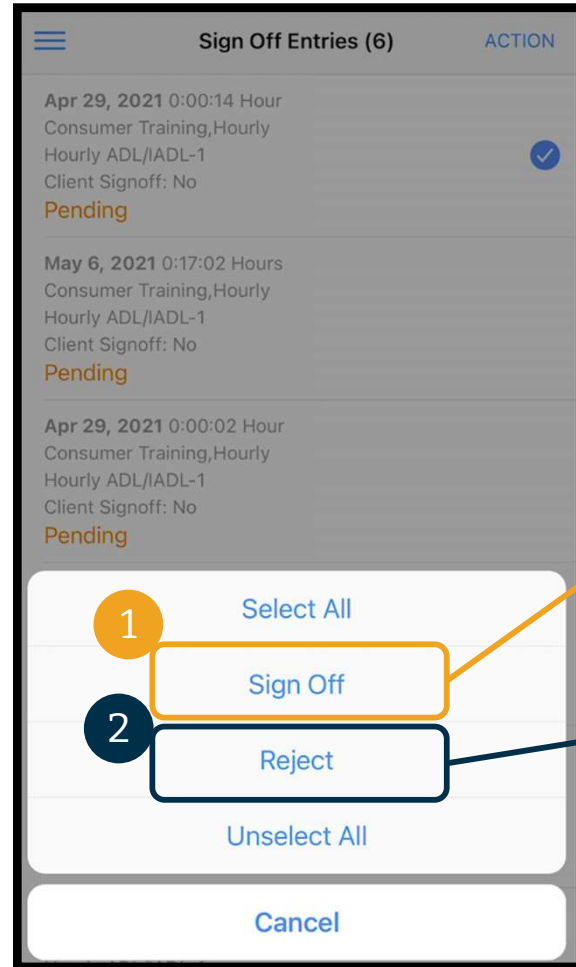 Sign Off Entries (6)
ACTION
Apr 29, 2021 0:00:14 Hour
Consumer Training,Hourly
Hourly ADL/IADL-1
Client Signoff: No
Pending
May 6, 2021 0:17:02 Hours
Consumer Training,Hourly
Hourly ADL/IADL-1
Client Signoff: No
Pending
Apr 29, 2021 0:00:02 Hour
Consumer Training,Hourly
Hourly ADL/IADL-1
Client Signoff: No
Pending
Select All
1
Sign Off
2
Reject
Unselect All
Cancel